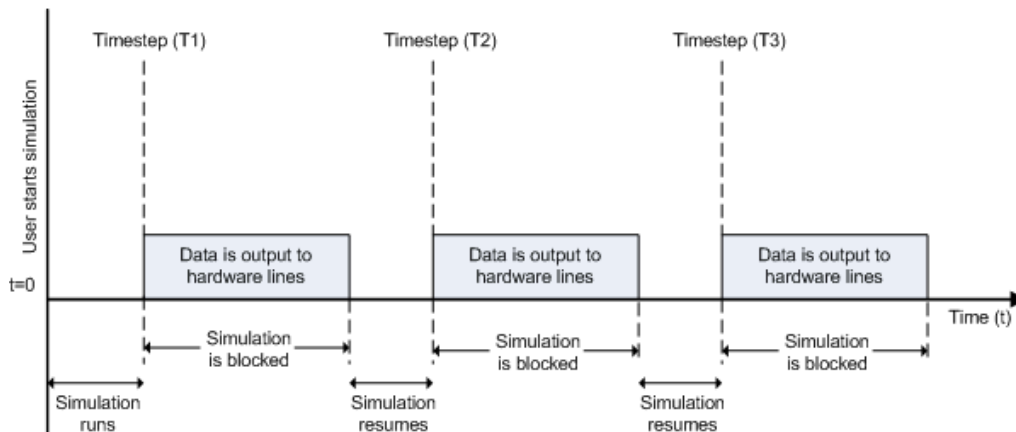 Timestep (T1)
Timestep (T2)
Timestep (T3)
User starts simulation
Data is output to
hardware lines
Data is output to
hardware lines
Data is output to
hardware lines
t=0
Time (t)
Simulation
is blocked
Simulation
is blocked
Simulation
is blocked
Simulation
runs
Simulation
resumes
Simulation
resumes